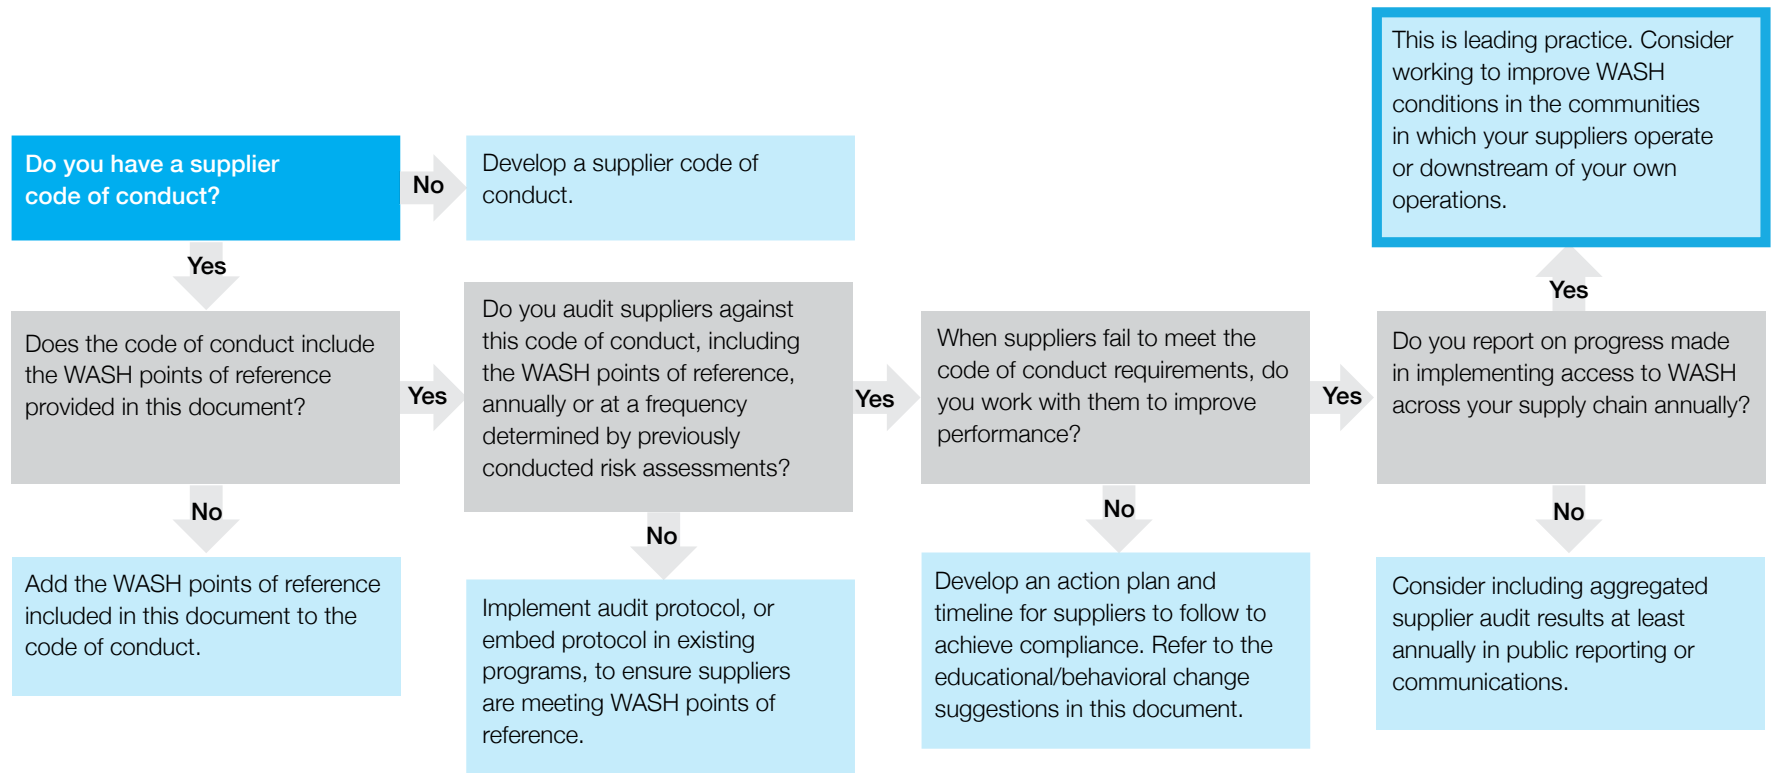 Do you have a supplier
code of conduct?
No
Develop a supplier code of
conduct.
Yes
Does the code of conduct include
the WASH points of reference
provided in this document?
No
Add the WASH points of reference
included in this document to the
code of conduct.
Yes
Do you audit suppliers against
this code of conduct, including
the WASH points of reference,
annually or at a frequency
determined by previously
conducted risk assessments?
No
Implement audit protocol, or
embed protocol in existing
programs, to ensure suppliers
are meeting WASH points of
reference.
Yes
When suppliers fail to meet the
code of conduct requirements, do
you work with them to improve
performance?
No
Develop an action plan and
timeline for suppliers to follow to
achieve compliance. Refer to the
educational/behavioral change
suggestions in this document.
Yes
Do you report on progress made
in implementing access to WASH
across your supply chain annually?
No
Consider including aggregated
supplier audit results at least
annually in public reporting or
communications.
Yes
This is leading practice. Consider
working to improve WASH
conditions in the communities
in which your suppliers operate
or downstream of your own
operations.